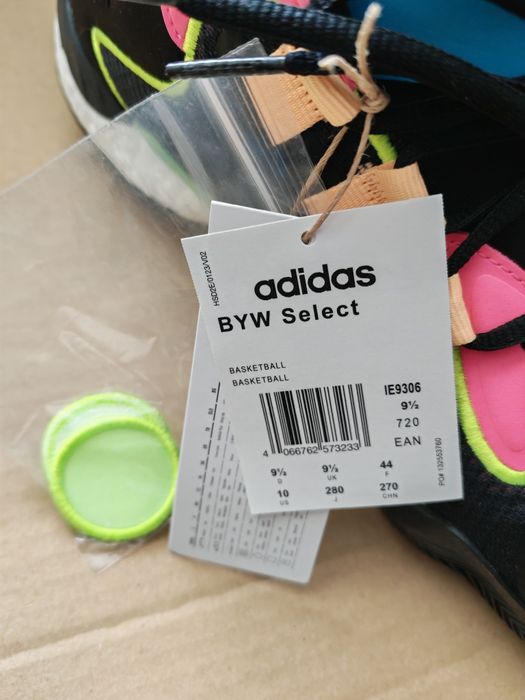 HSD2E/0123/V02
adidas
BYW Select
BASKETBALL
BASKETBALL
IE9306
9½
720
EAN
4 066762 573233
9½ 9½ 44
D UK F
10 280 270
US J CHN
PO# 132553760